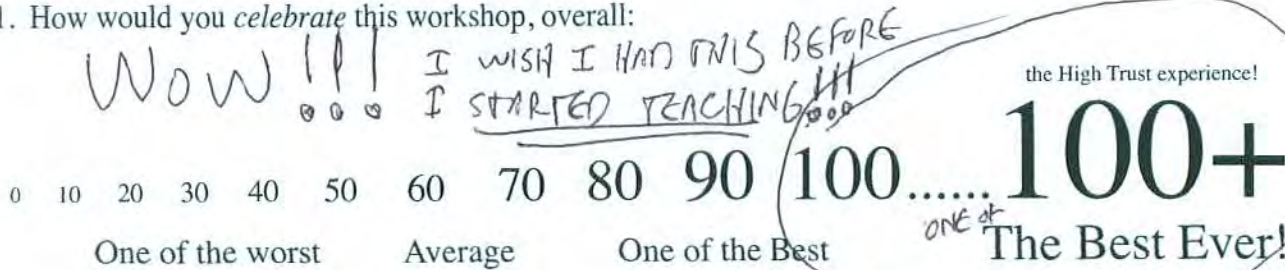 1. How would you celebrate this workshop, overall:
WOW!!! I WISH I HAD THIS BEFORE
I STARTED TEACHING!!!
the High Trust experience!
0 10 20 30 40 50 60 70 80 90 100......100+
One of the worst Average One of the Best ONE OF The Best Ever!